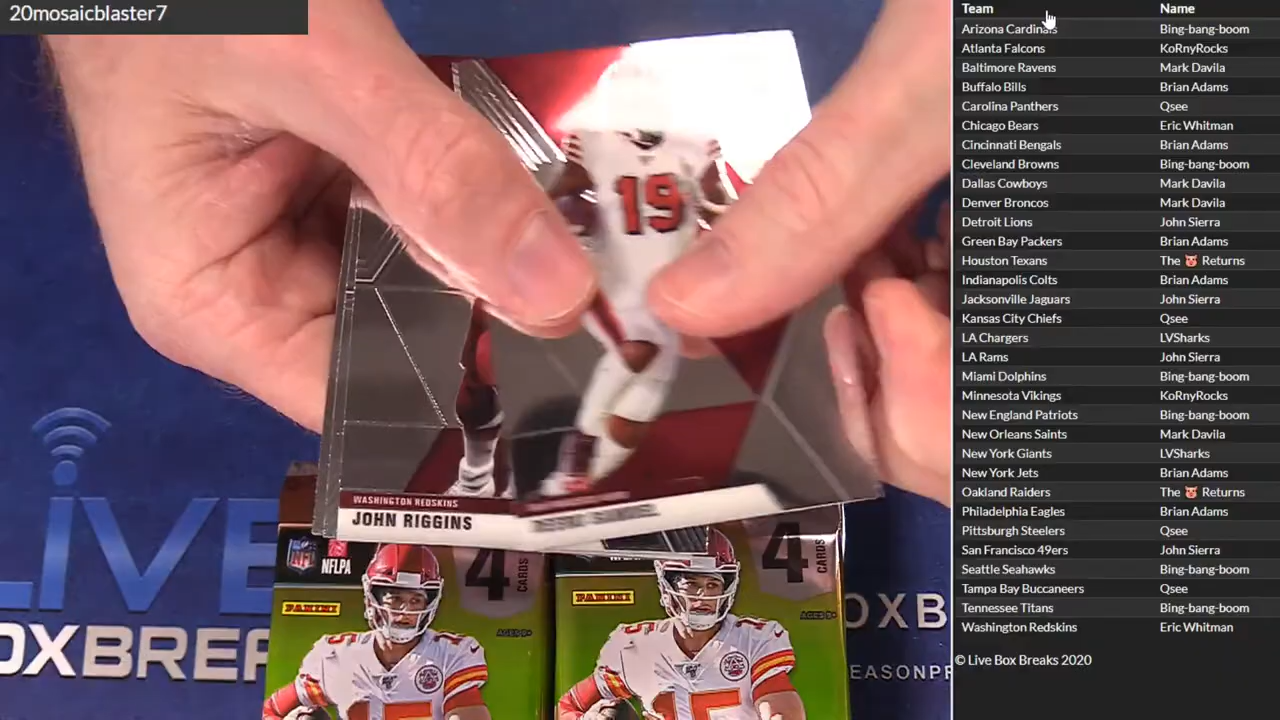 20mosaicblaster7
19
WASHINGTON REDSKINS
JOHN RIGGINS
NFL
NFLPA
4
CARDS
PANINI
AGES 9+
15
4
CARDS
PANINI
15
LIVE
OXBREA
OXB
EASONPR
Team Name
Arizona Cardinals Bing-bang-boom
Atlanta Falcons KoRnyRocks
Baltimore Ravens Mark Davila
Buffalo Bills Brian Adams
Carolina Panthers Qsee
Chicago Bears Eric Whitman
Cincinnati Bengals Brian Adams
Cleveland Browns Bing-bang-boom
Dallas Cowboys Mark Davila
Denver Broncos Mark Davila
Detroit Lions John Sierra
Green Bay Packers Brian Adams
Houston Texans The 🐷 Returns
Indianapolis Colts Brian Adams
Jacksonville Jaguars John Sierra
Kansas City Chiefs Qsee
LA Chargers LVSharks
LA Rams John Sierra
Miami Dolphins Bing-bang-boom
Minnesota Vikings KoRnyRocks
New England Patriots Bing-bang-boom
New Orleans Saints Mark Davila
New York Giants LVSharks
New York Jets Brian Adams
Oakland Raiders The 🐷 Returns
Philadelphia Eagles Brian Adams
Pittsburgh Steelers Qsee
San Francisco 49ers John Sierra
Seattle Seahawks Bing-bang-boom
Tampa Bay Buccaneers Qsee
Tennessee Titans Bing-bang-boom
Washington Redskins Eric Whitman
© Live Box Breaks 2020